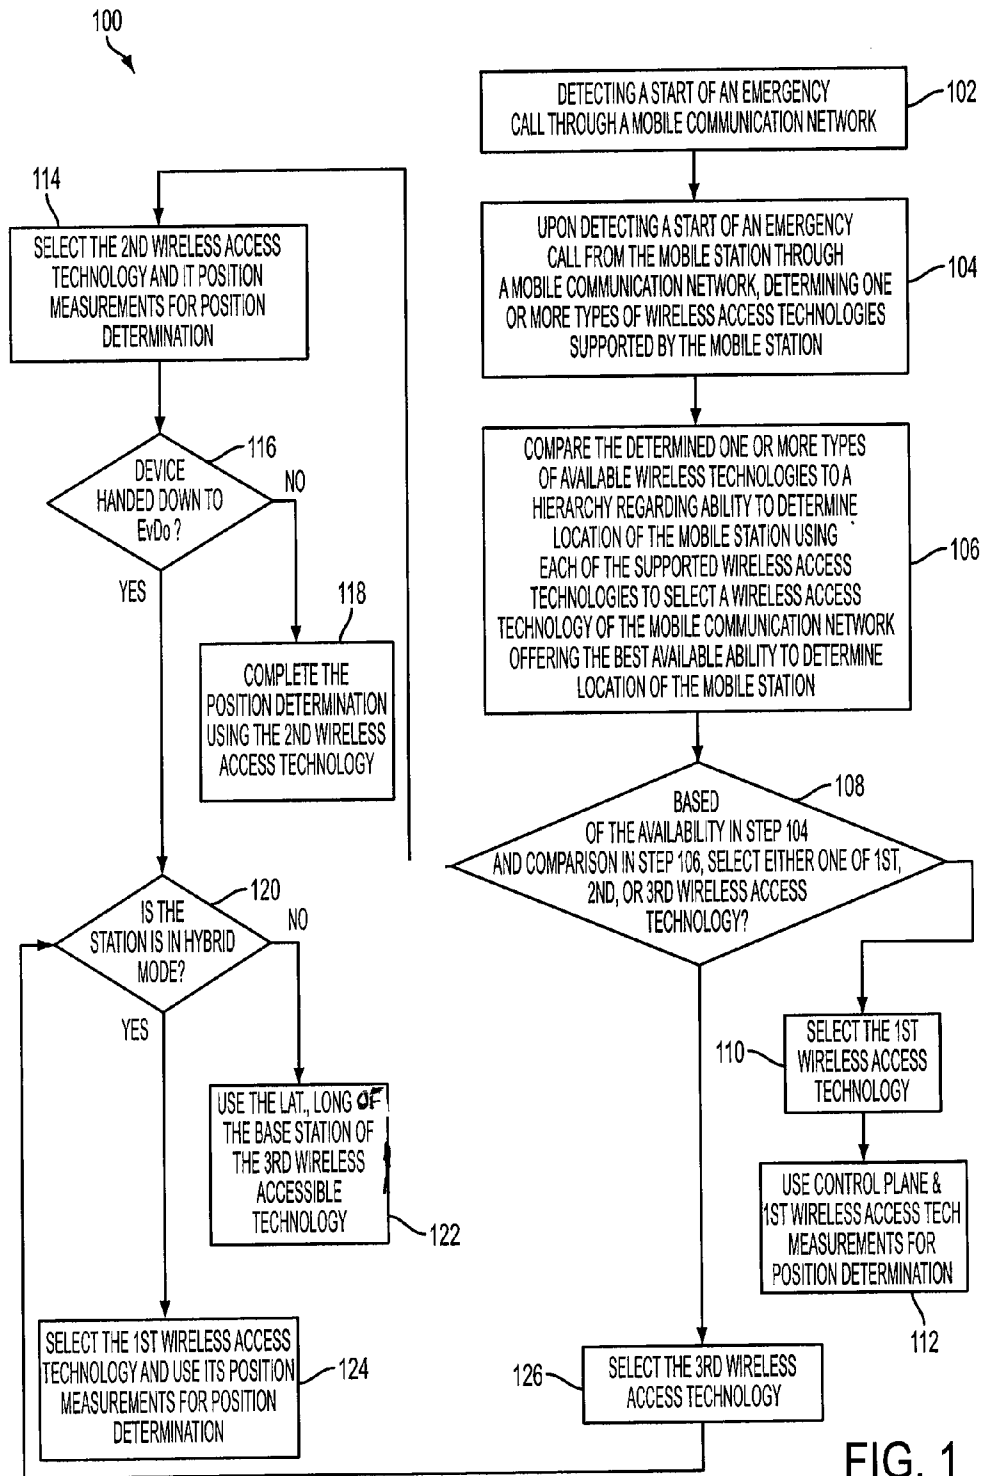 100
DETECTING A START OF AN EMERGENCY
CALL THROUGH A MOBILE COMMUNICATION NETWORK
102
UPON DETECTING A START OF AN EMERGENCY
CALL FROM THE MOBILE STATION THROUGH
A MOBILE COMMUNICATION NETWORK, DETERMINING ONE
OR MORE TYPES OF WIRELESS ACCESS TECHNOLOGIES
SUPPORTED BY THE MOBILE STATION
104
COMPARE THE DETERMINED ONE OR MORE TYPES
OF AVAILABLE WIRELESS TECHNOLOGIES TO A
HIERARCHY REGARDING ABILITY TO DETERMINE
LOCATION OF THE MOBILE STATION USING
EACH OF THE SUPPORTED WIRELESS ACCESS
TECHNOLOGIES TO SELECT A WIRELESS ACCESS
TECHNOLOGY OF THE MOBILE COMMUNICATION NETWORK
OFFERING THE BEST AVAILABLE ABILITY TO DETERMINE
LOCATION OF THE MOBILE STATION
106
BASED
OF THE AVAILABILITY IN STEP 104
AND COMPARISON IN STEP 106, SELECT EITHER ONE OF 1ST,
2ND, OR 3RD WIRELESS ACCESS
TECHNOLOGY?
108
110
SELECT THE 1ST
WIRELESS ACCESS
TECHNOLOGY
USE CONTROL PLANE &
1ST WIRELESS ACCESS TECH
MEASUREMENTS FOR
POSITION DETERMINATION
112
114
SELECT THE 2ND WIRELESS ACCESS
TECHNOLOGY AND IT POSITION
MEASUREMENTS FOR POSITION
DETERMINATION
DEVICE
HANDED DOWN TO
EvDo ?
116
NO
YES
118
COMPLETE THE
POSITION DETERMINATION
USING THE 2ND WIRELESS
ACCESS TECHNOLOGY
IS THE
STATION IS IN HYBRID
MODE?
120
NO
YES
USE THE LAT., LONG OF
THE BASE STATION OF
THE 3RD WIRELESS
ACCESSIBLE
TECHNOLOGY
122
SELECT THE 1ST WIRELESS ACCESS
TECHNOLOGY AND USE ITS POSITION
MEASUREMENTS FOR POSITION
DETERMINATION
124
126
SELECT THE 3RD WIRELESS
ACCESS TECHNOLOGY
FIG. 1